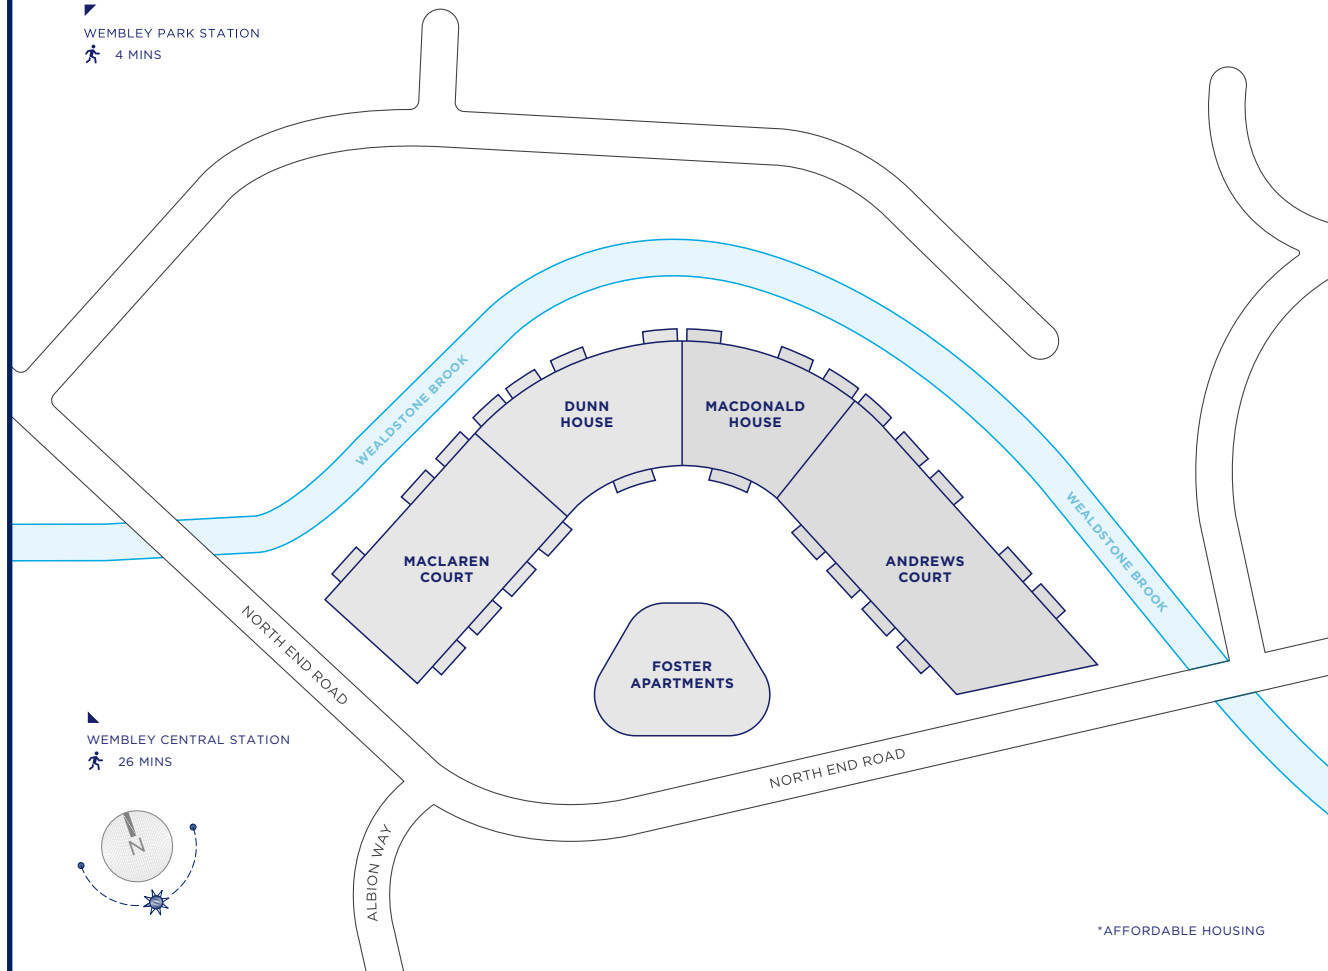 WEMBLEY PARK STATION
4 MINS
WEALDSTONE BROOK
DUNN
HOUSE
MACDONALD
HOUSE
MACLAREN
COURT
ANDREWS
COURT
WEALDSTONE BROOK
FOSTER
APARTMENTS
NORTH END ROAD
WEMBLEY CENTRAL STATION
26 MINS
NORTH END ROAD
N
ALBION WAY
*AFFORDABLE HOUSING